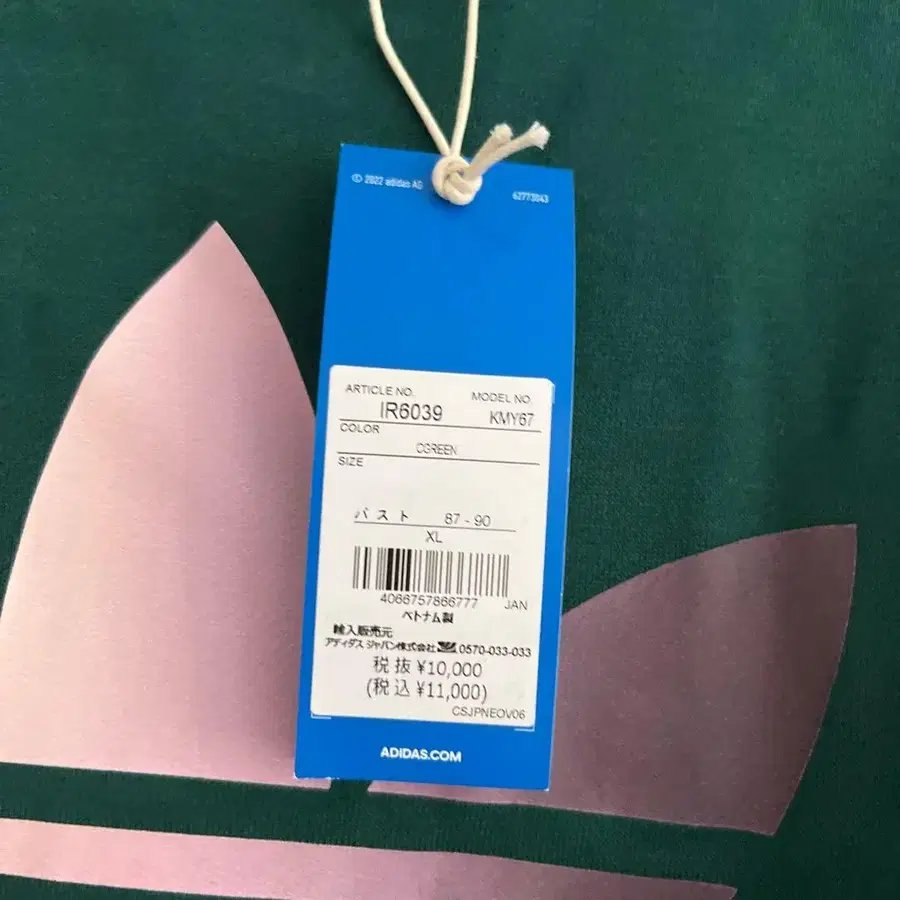 © 2022 adidas AG
62773043
ARTICLE NO. MODEL NO.
IR6039 KMY67
COLOR
CGREEN
SIZE
バスト 87 - 90
XL
4066757866777 JAN
ベトナム製
輸入販売元
アディダス ジャパン株式会社 0570-033-033
税抜 ¥10,000
(税込 ¥11,000)
CSJPNEOV06
ADIDAS.COM